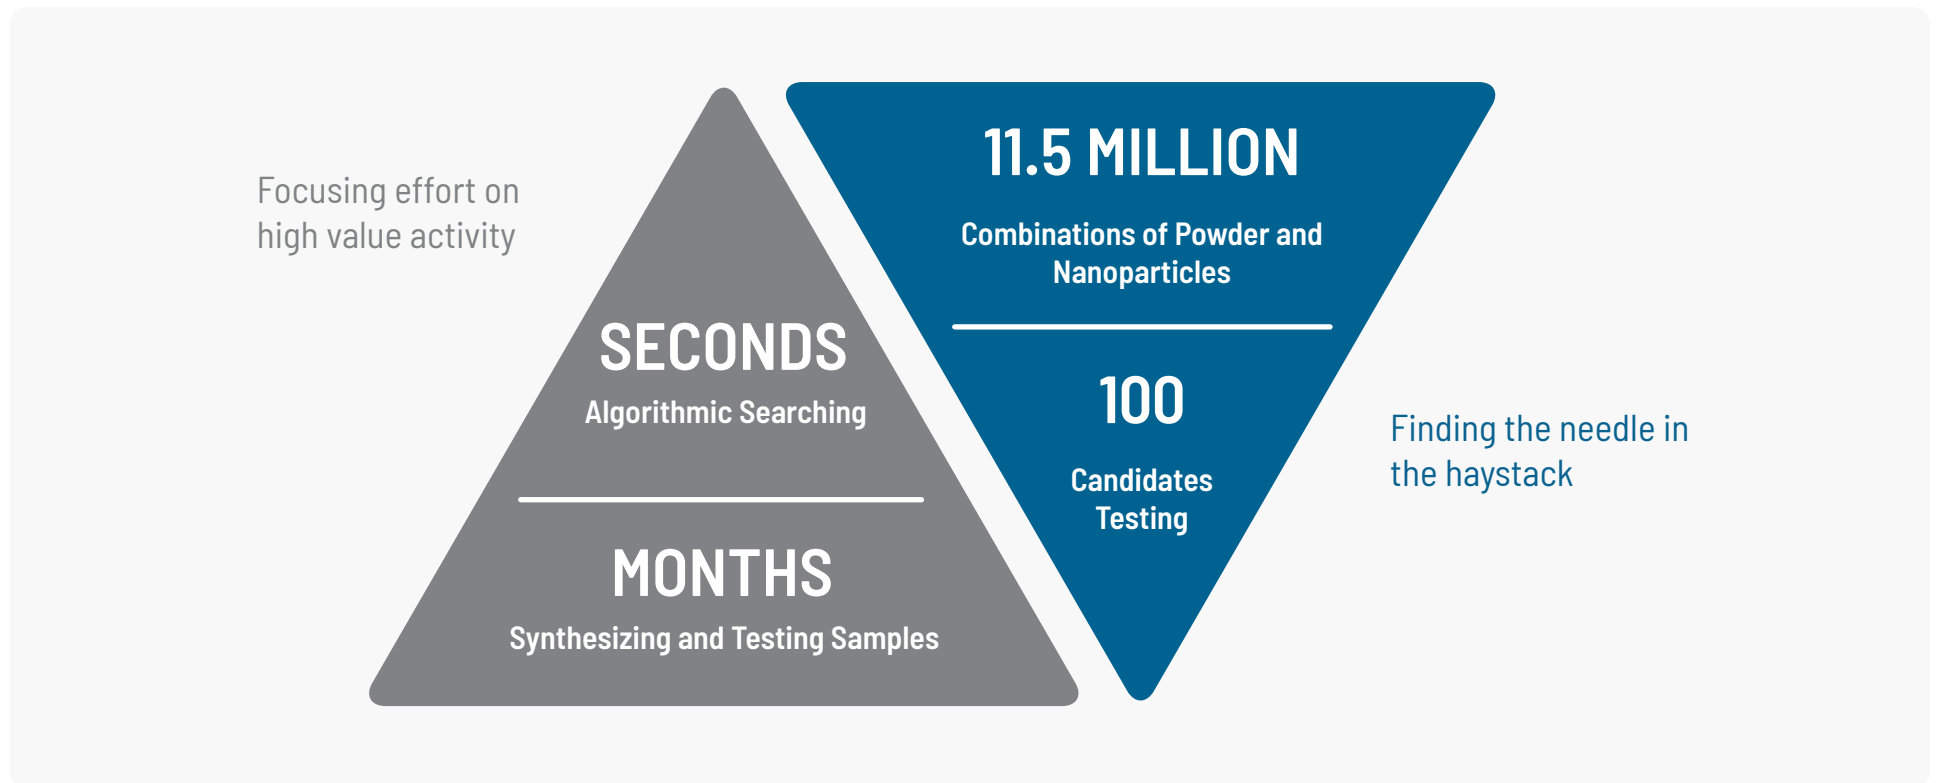 Focusing effort on
high value activity
SECONDS
Algorithmic Searching
MONTHS
Synthesizing and Testing Samples
11.5 MILLION
Combinations of Powder and
Nanoparticles
100
Candidates
Testing
Finding the needle in
the haystack